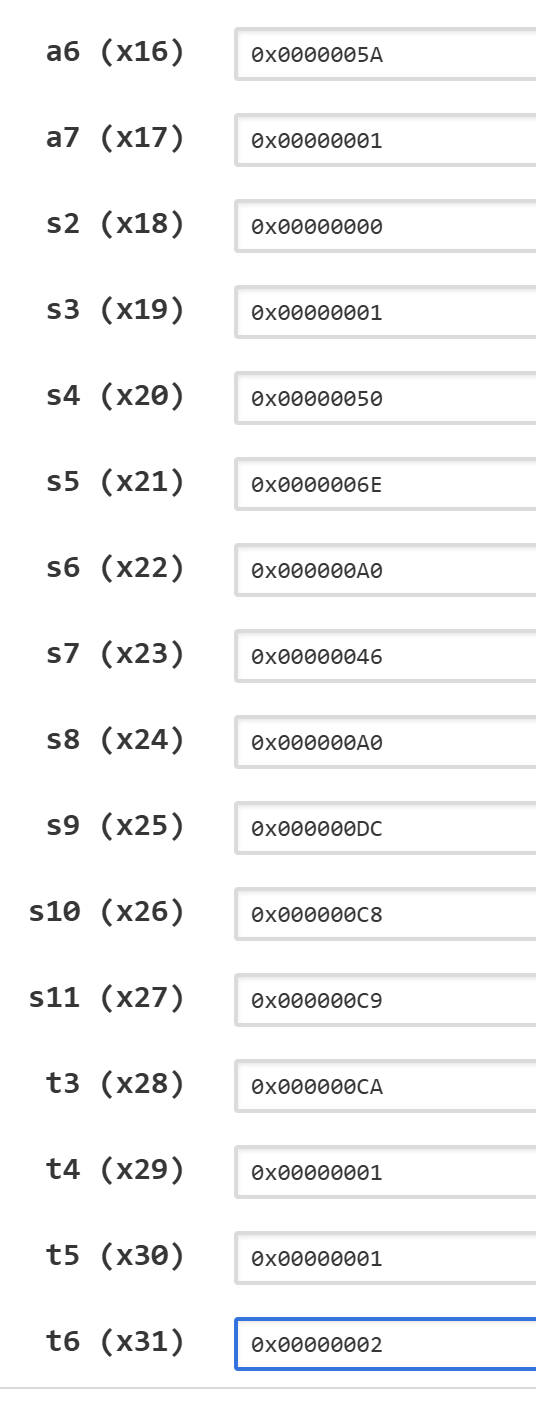 a6 (x16) 0x0000005A
a7 (x17) 0x00000001
s2 (x18) 0x00000000
s3 (x19) 0x00000001
s4 (x20) 0x00000050
s5 (x21) 0x0000006E
s6 (x22) 0x000000A0
s7 (x23) 0x00000046
s8 (x24) 0x000000A0
s9 (x25) 0x000000DC
s10 (x26) 0x000000C8
s11 (x27) 0x000000C9
t3 (x28) 0x000000CA
t4 (x29) 0x00000001
t5 (x30) 0x00000001
t6 (x31) 0x00000002